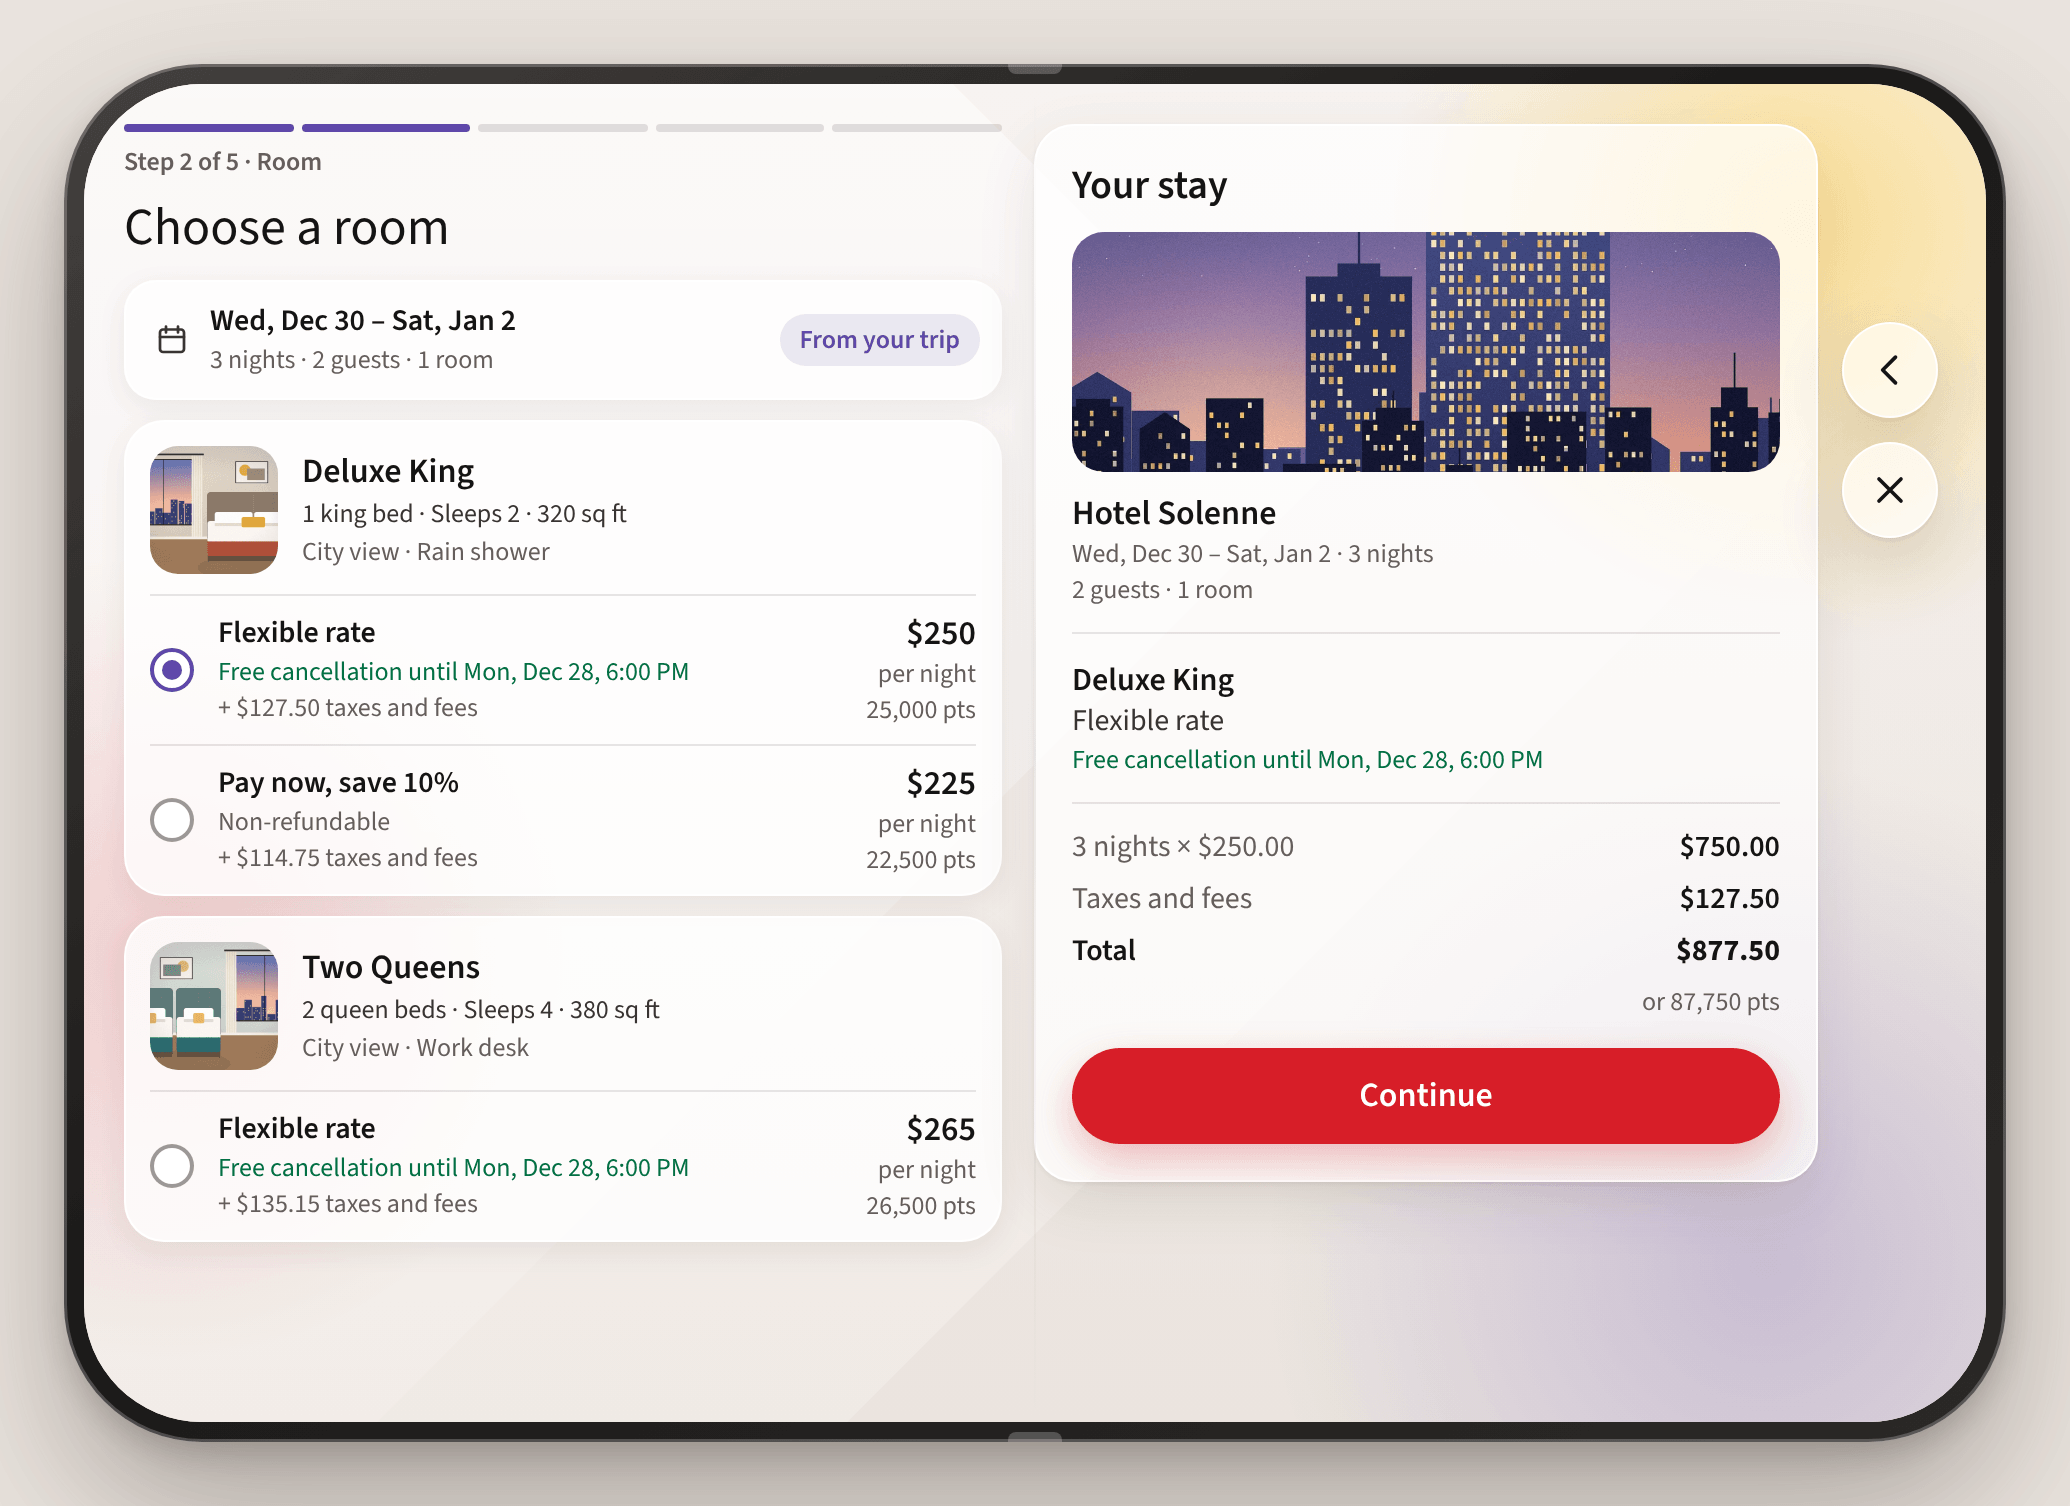 Step 2 of 5 · Room
Choose a room
Wed, Dec 30 – Sat, Jan 2
3 nights · 2 guests · 1 room
From your trip
Deluxe King
1 king bed · Sleeps 2 · 320 sq ft
City view · Rain shower
Flexible rate
Free cancellation until Mon, Dec 28, 6:00 PM
+ $127.50 taxes and fees
$250
per night
25,000 pts
Pay now, save 10%
Non-refundable
+ $114.75 taxes and fees
$225
per night
22,500 pts
Two Queens
2 queen beds · Sleeps 4 · 380 sq ft
City view · Work desk
Flexible rate
Free cancellation until Mon, Dec 28, 6:00 PM
+ $135.15 taxes and fees
$265
per night
26,500 pts
Your stay
Hotel Solenne
Wed, Dec 30 – Sat, Jan 2 · 3 nights
2 guests · 1 room
Deluxe King
Flexible rate
Free cancellation until Mon, Dec 28, 6:00 PM
3 nights × $250.00 $750.00
Taxes and fees $127.50
Total $877.50
or 87,750 pts
Continue